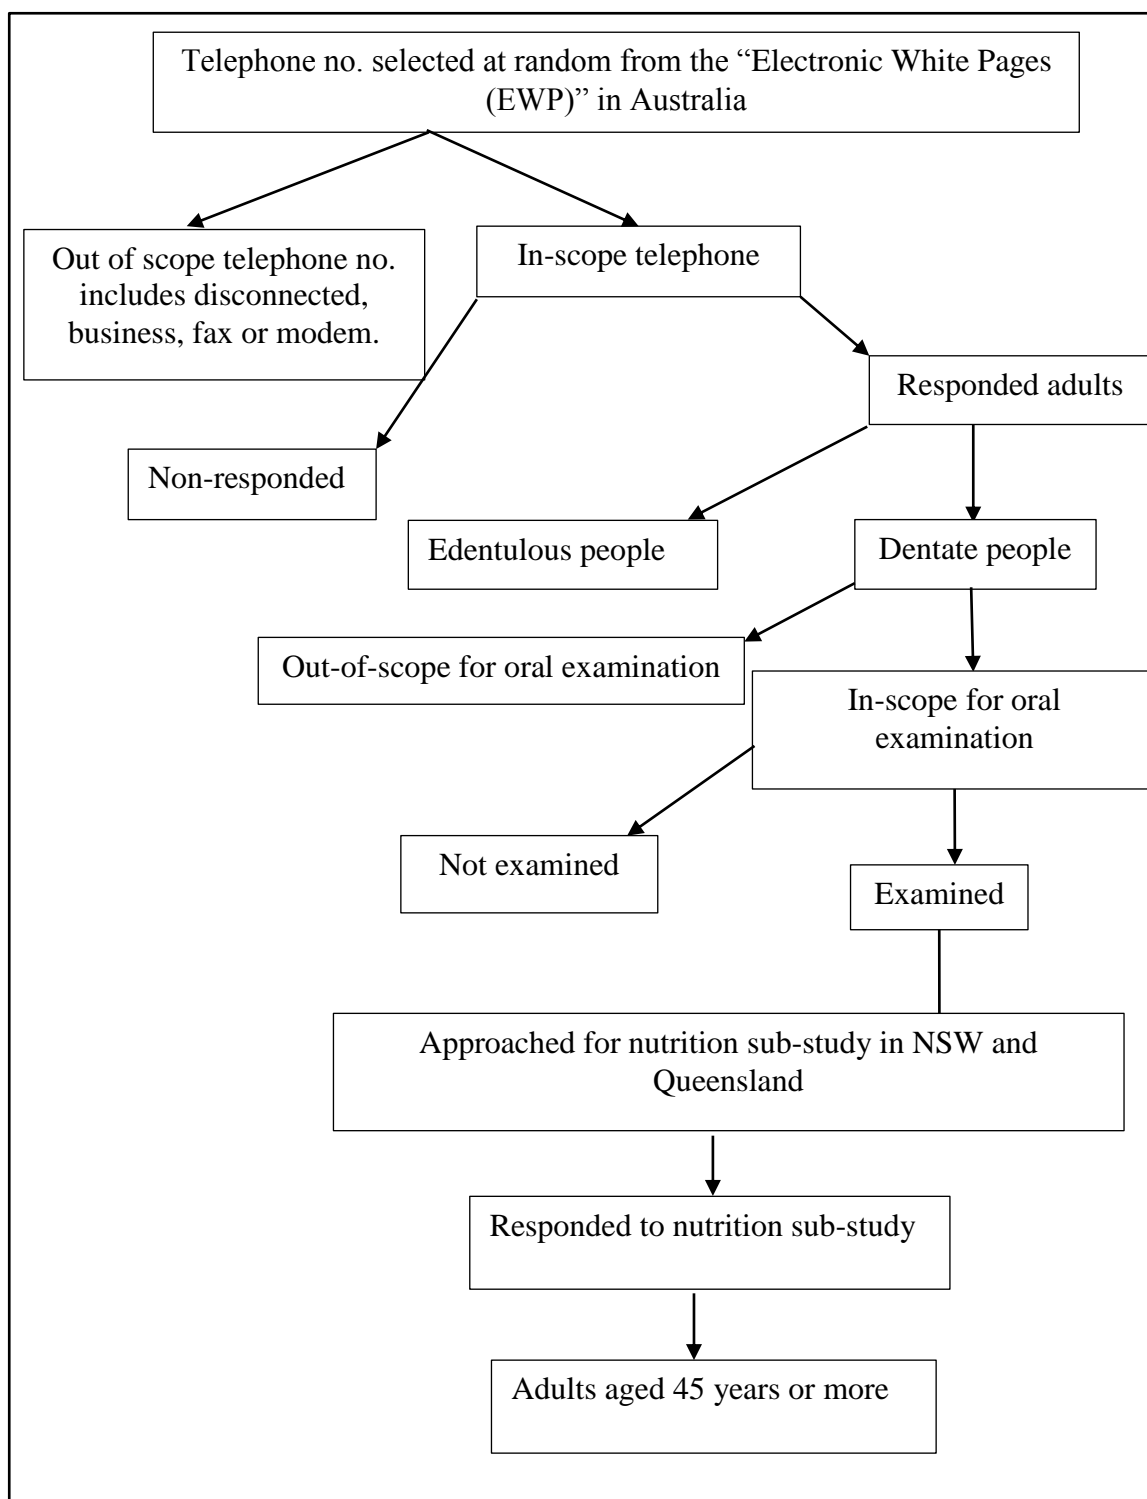 Telephone no. selected at random from the “Electronic White Pages
(EWP)” in Australia
Out of scope telephone no.
includes disconnected,
business, fax or modem.
In-scope telephone
Responded adults
Non-responded
Edentulous people
Dentate people
Out-of-scope for oral examination
In-scope for oral
examination
Not examined
Examined
Approached for nutrition sub-study in NSW and
Queensland
Responded to nutrition sub-study
Adults aged 45 years or more